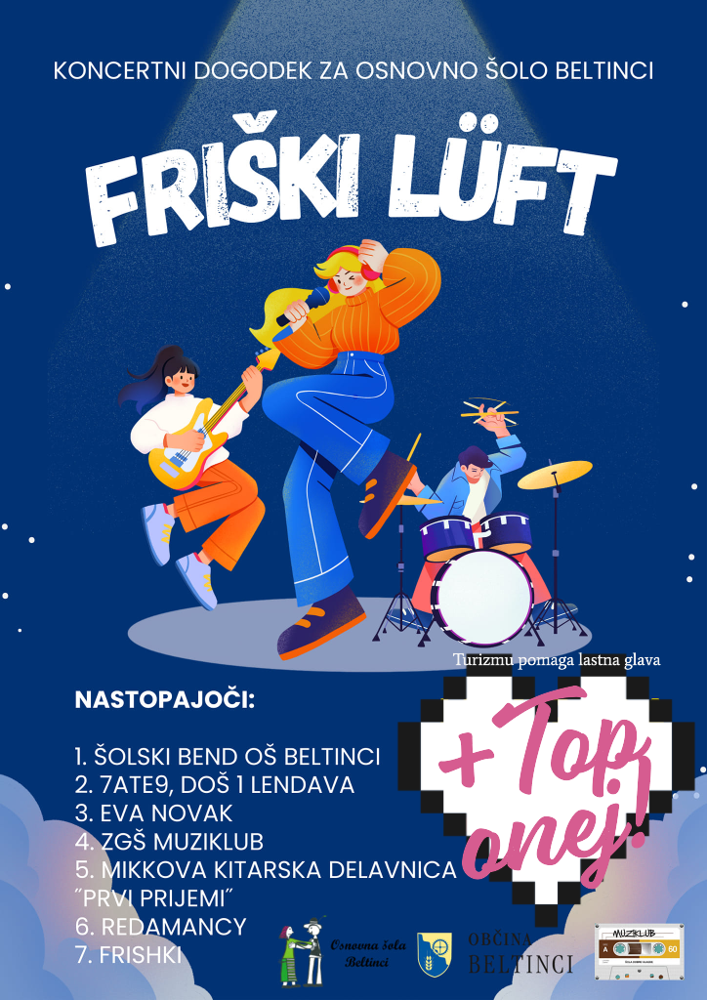 KONCERTNI DOGODEK ZA OSNOVNO ŠOLO BELTINCI
FRIŠKI LÜFT
Turizmu pomaga lastna glava
+Top
onej!
NASTOPAJOČI:
1. ŠOLSKI BEND OŠ BELTINCI
2. 7ATE9, DOŠ 1 LENDAVA
3. EVA NOVAK
4. ZGŠ MUZIKLUB
5. MIKKOVA KITARSKA DELAVNICA
˝PRVI PRIJEMI˝
6. REDAMANCY
7. FRISHKI
Osnovna šola
Beltinci
OBČINA
BELTINCI
MUZIKLUB
A
60